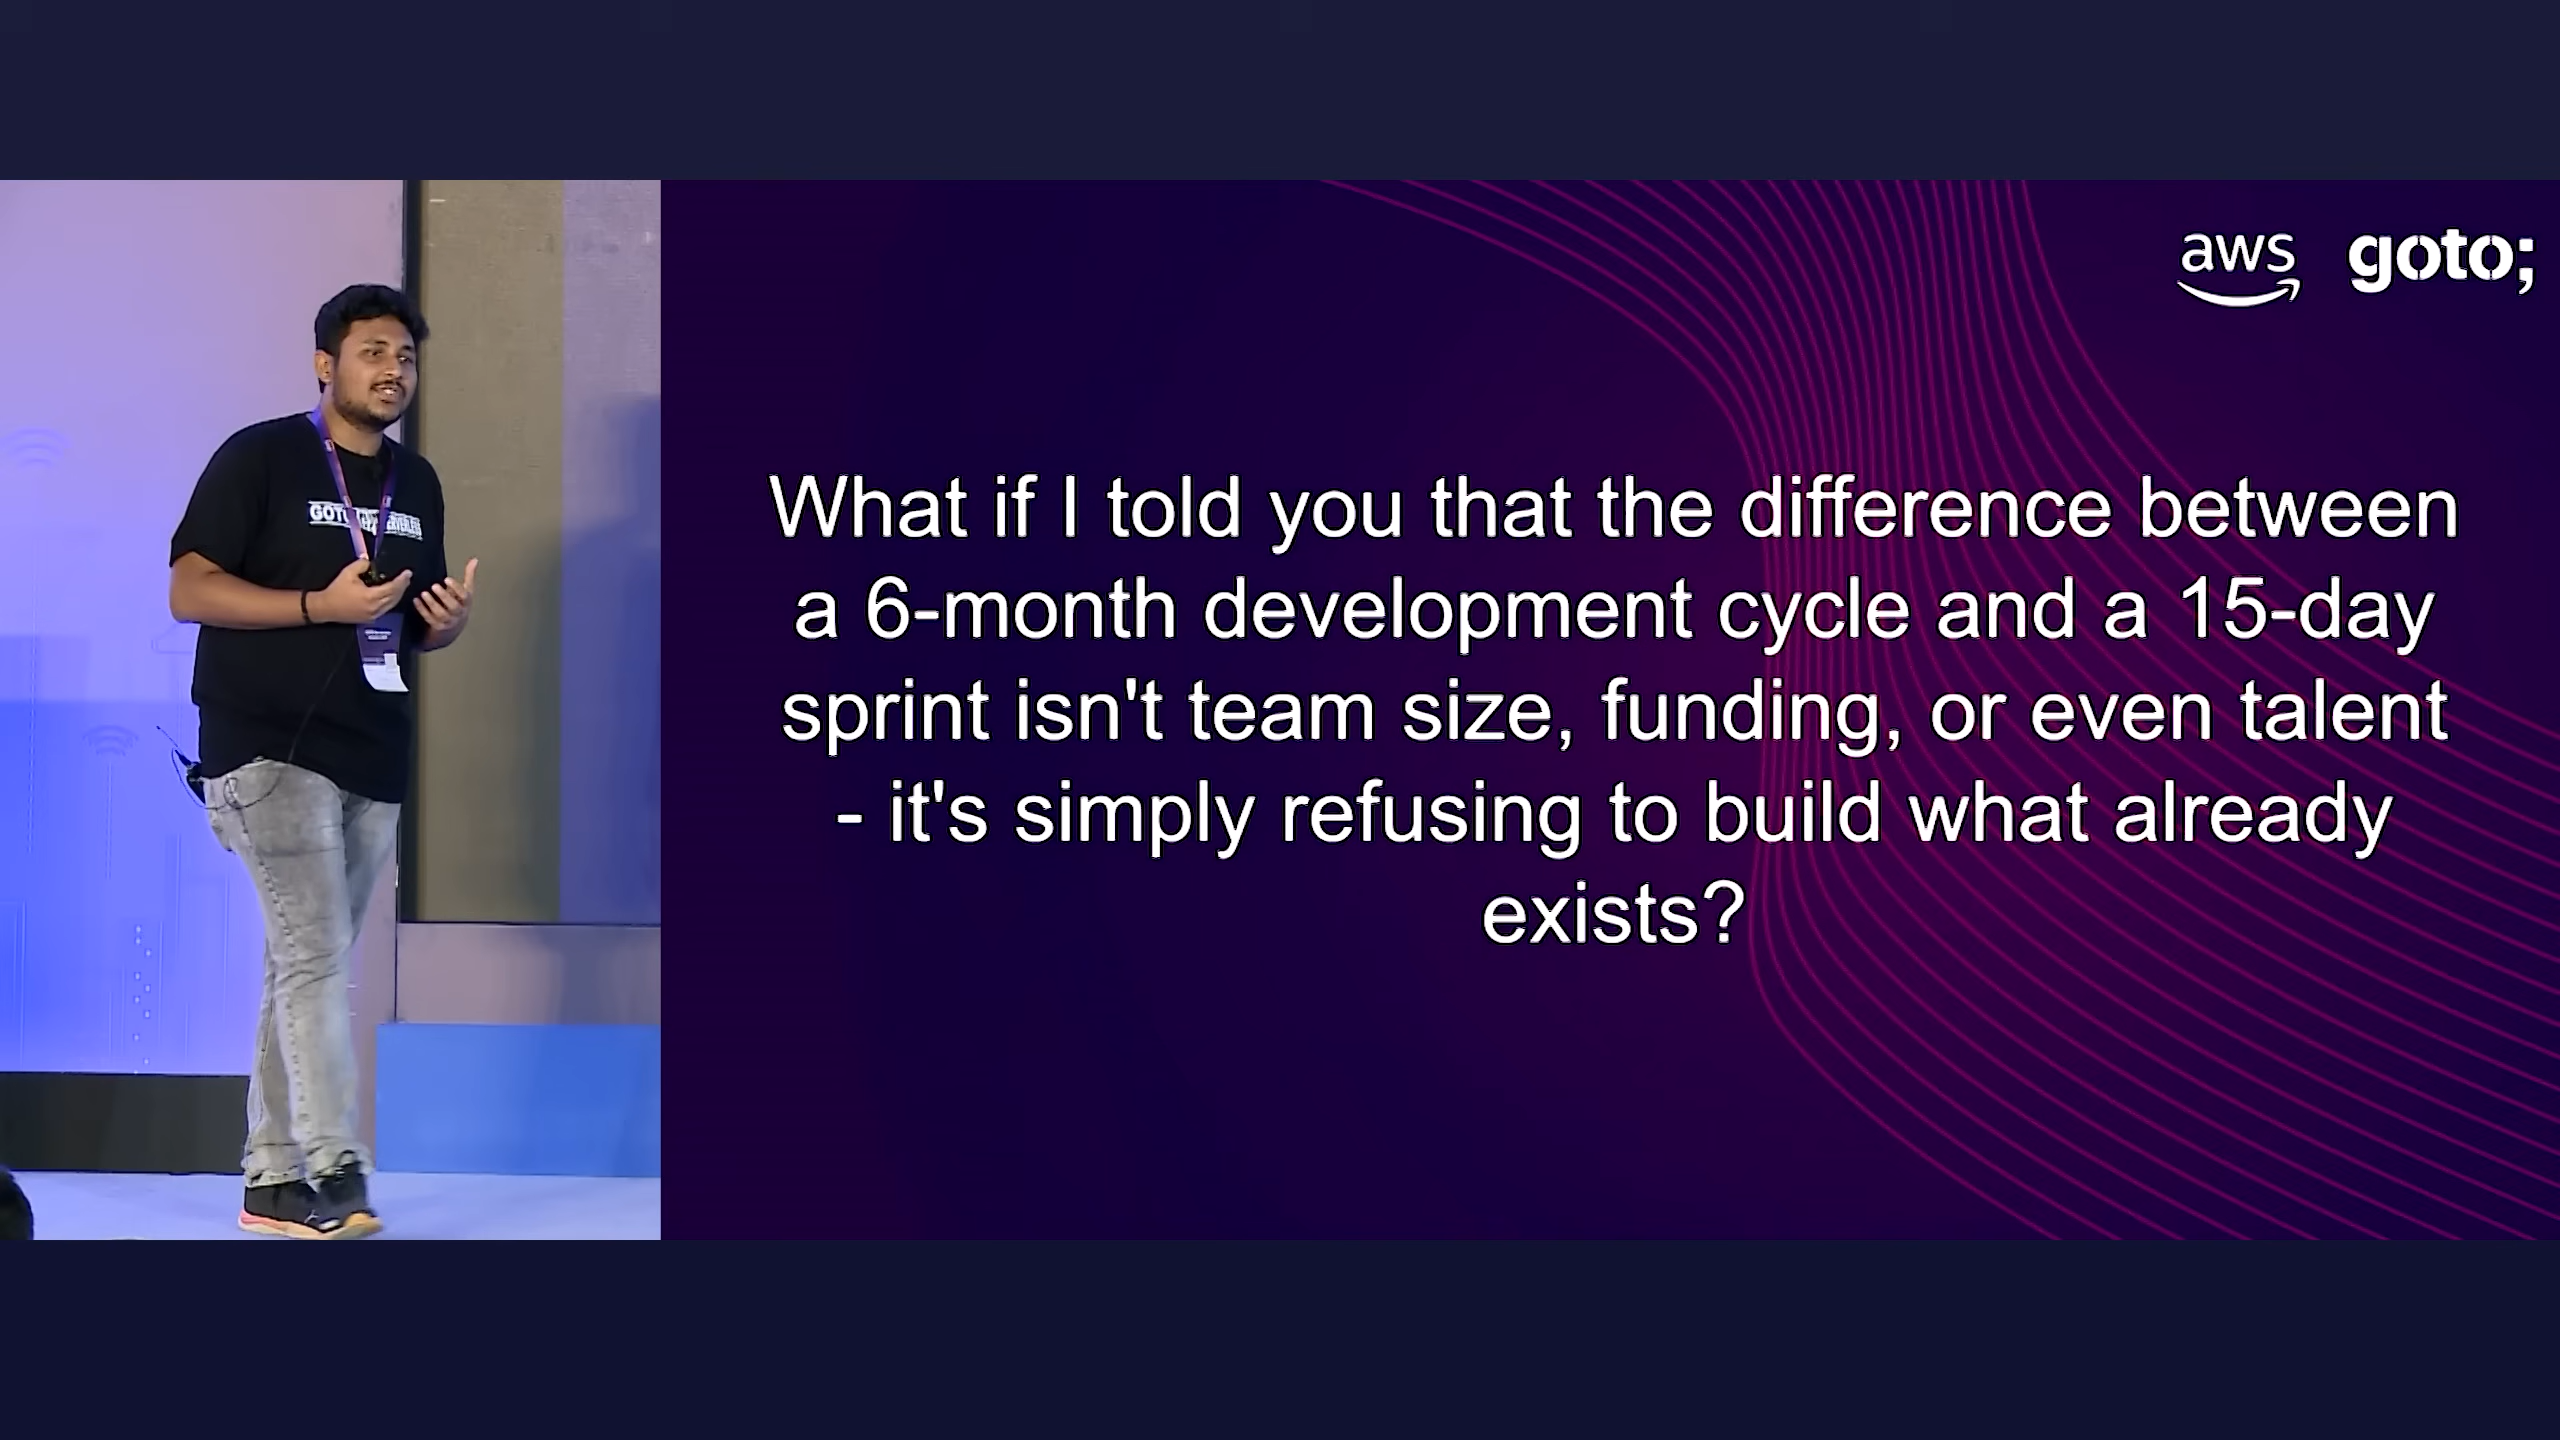 aws goto;
What if I told you that the difference between
a 6-month development cycle and a 15-day
sprint isn't team size, funding, or even talent
- it's simply refusing to build what already
exists?
GOTO